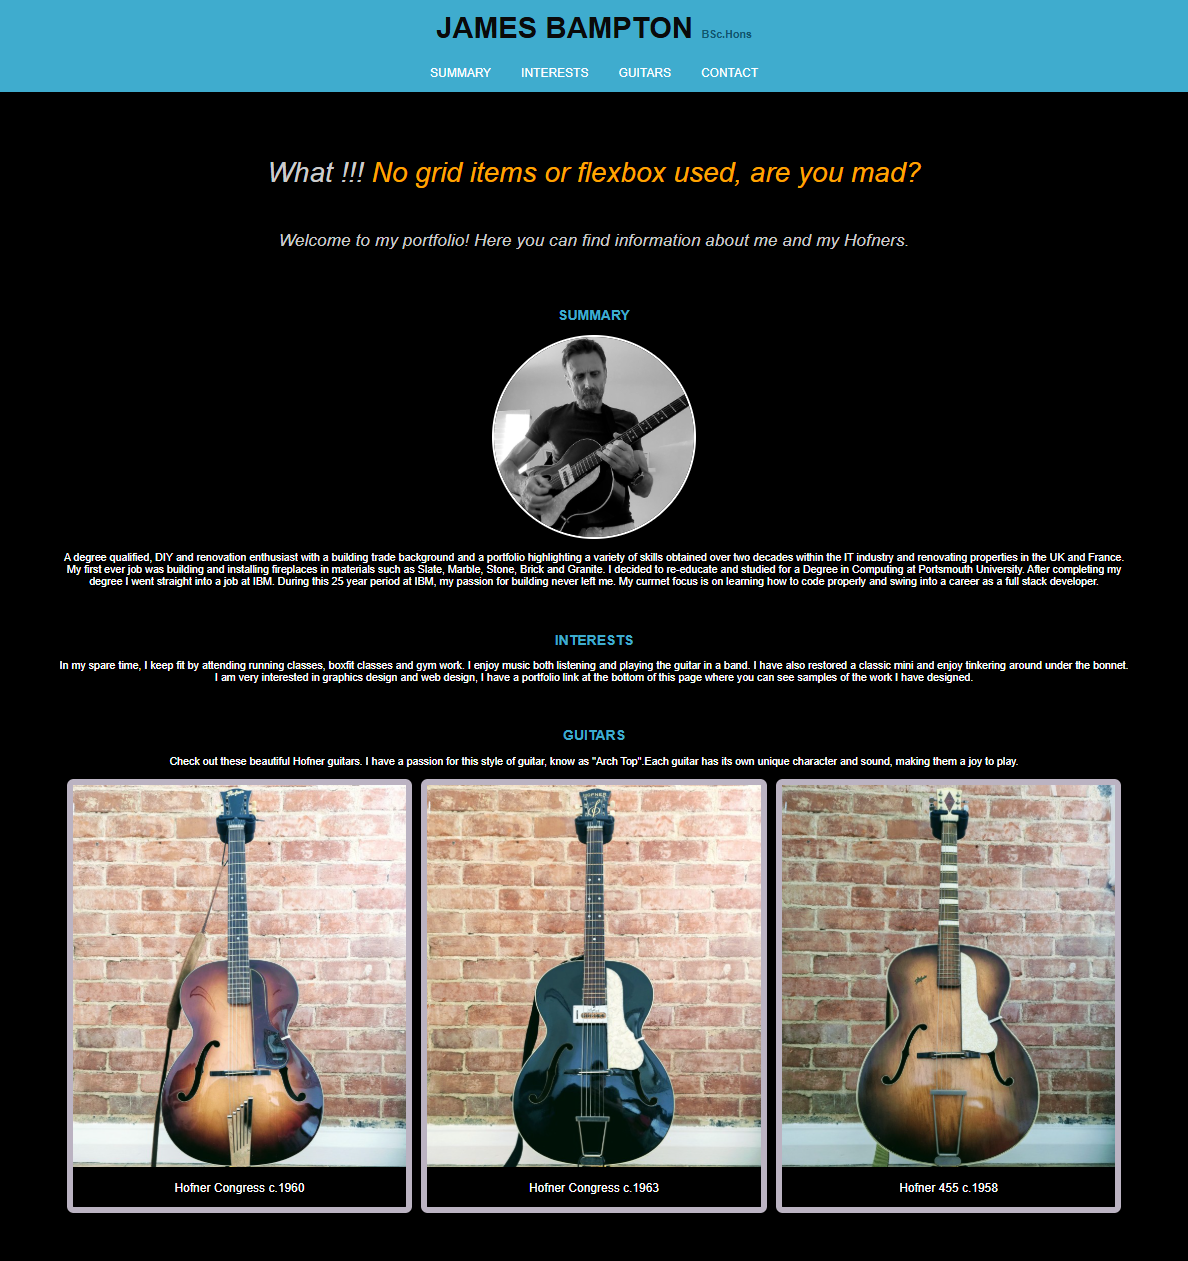 JAMES BAMPTON BSc.Hons
SUMMARY INTERESTS GUITARS CONTACT
What !!! No grid items or flexbox used, are you mad?
Welcome to my portfolio! Here you can find information about me and my Hofners.
SUMMARY
A degree qualified, DIY and renovation enthusiast with a building trade background and a portfolio highlighting a variety of skills obtained over two decades within the IT industry and renovating properties in the UK and France.
My first ever job was building and installing fireplaces in materials such as Slate, Marble, Stone, Brick and Granite. I decided to re-educate and studied for a Degree in Computing at Portsmouth University. After completing my
degree I went straight into a job at IBM. During this 25 year period at IBM, my passion for building never left me. My currnet focus is on learning how to code properly and swing into a career as a full stack developer.
INTERESTS
In my spare time, I keep fit by attending running classes, boxfit classes and gym work. I enjoy music both listening and playing the guitar in a band. I have also restored a classic mini and enjoy tinkering around under the bonnet.
I am very interested in graphics design and web design, I have a portfolio link at the bottom of this page where you can see samples of the work I have designed.
GUITARS
Check out these beautiful Hofner guitars. I have a passion for this style of guitar, know as "Arch Top".Each guitar has its own unique character and sound, making them a joy to play.
HOFNER
Hofner Congress c.1960
Hofner Congress c.1963
Hofner 455 c.1958